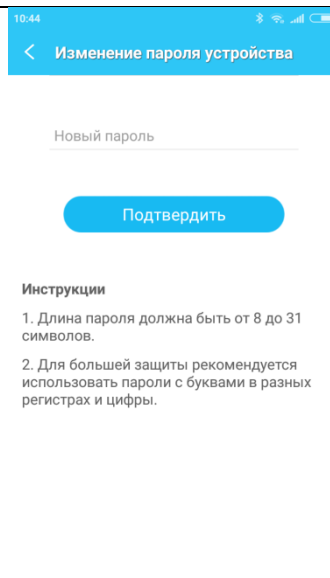 10:44
Изменение пароля устройства
Новый пароль
Подтвердить
Инструкции
1. Длина пароля должна быть от 8 до 31
символов.
2. Для большей защиты рекомендуется
использовать пароли с буквами в разных
регистрах и цифры.